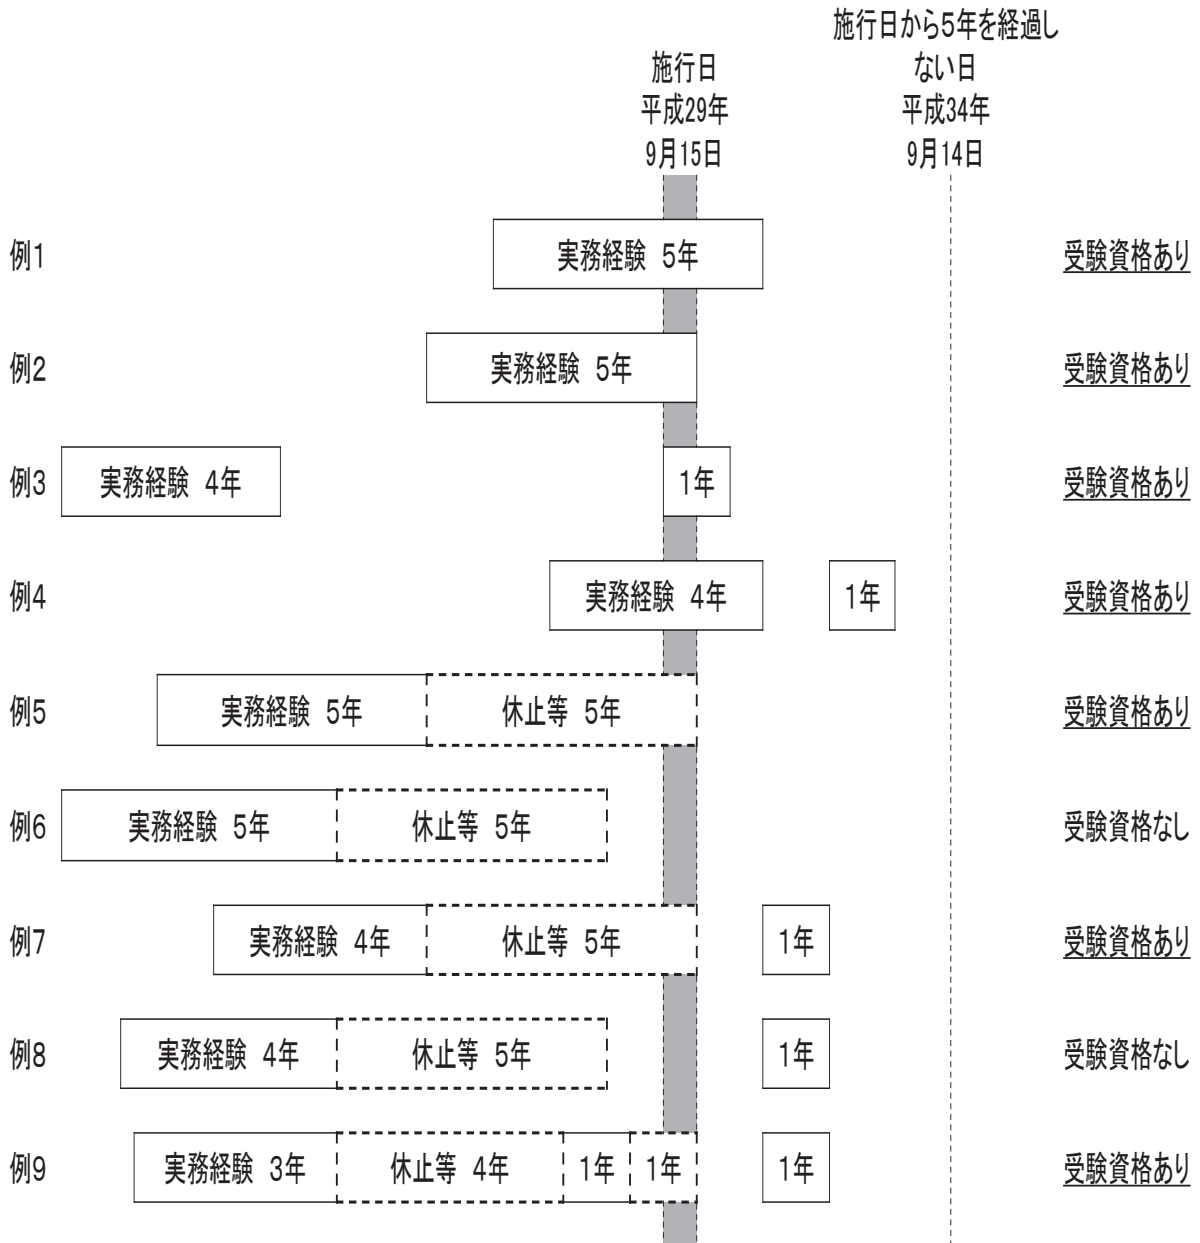 施行日から5年を経過し
ない日
平成34年
9月14日
施行日
平成29年
9月15日
例1 実務経験 5年 受験資格あり
例2 実務経験 5年 受験資格あり
例3 実務経験 4年 1年 受験資格あり
例4 実務経験 4年 1年 受験資格あり
例5 実務経験 5年 休止等 5年 受験資格あり
例6 実務経験 5年 休止等 5年 受験資格なし
例7 実務経験 4年 休止等 5年 1年 受験資格あり
例8 実務経験 4年 休止等 5年 1年 受験資格なし
例9 実務経験 3年 休止等 4年 1年 1年 1年 受験資格あり